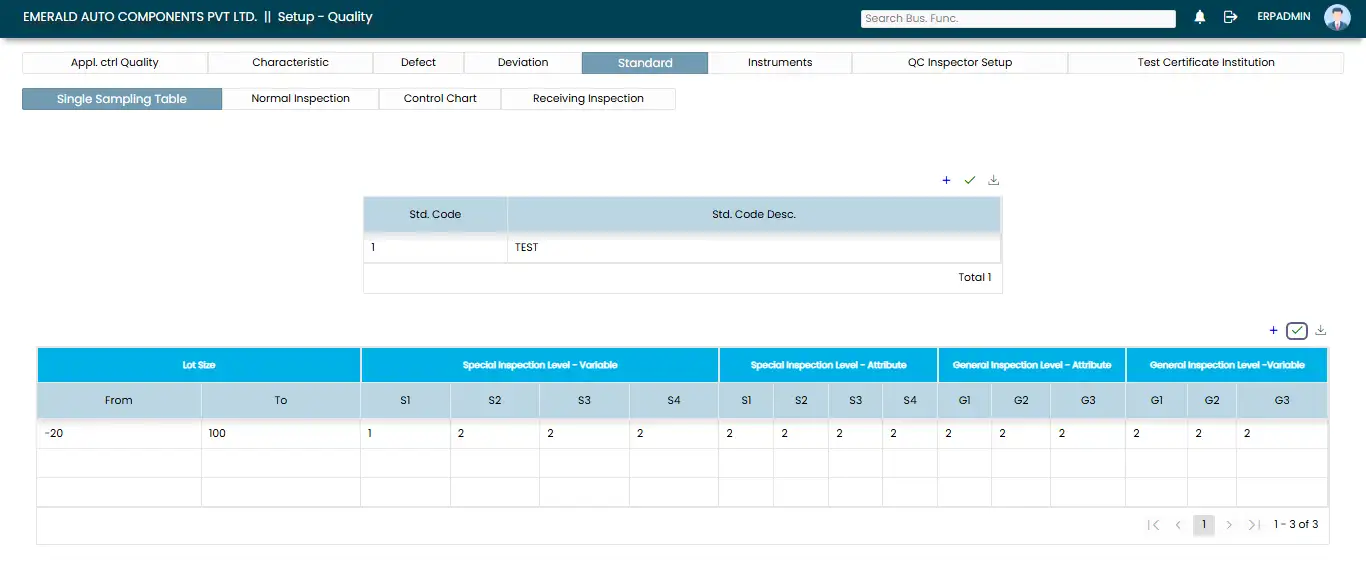 EMERALD AUTO COMPONENTS PVT LTD. || Setup - Quality Search Bus. Func. ERPADMIN
Appl. ctrl Quality Characteristic Defect Deviation Standard Instruments QC Inspector Setup Test Certificate Institution
Single Sampling Table Normal Inspection Control Chart Receiving Inspection
Std. Code Std. Code Desc.
1 TEST
Total 1
Lot Size Special Inspection Level - Variable Special Inspection Level - Attribute General Inspection Level - Attribute General Inspection Level -Variable
From To S1 S2 S3 S4 S1 S2 S3 S4 G1 G2 G3 G1 G2 G3
-20 100 1 2 2 2 2 2 2 2 2 2 2 2 2 2
1 1 - 3 of 3